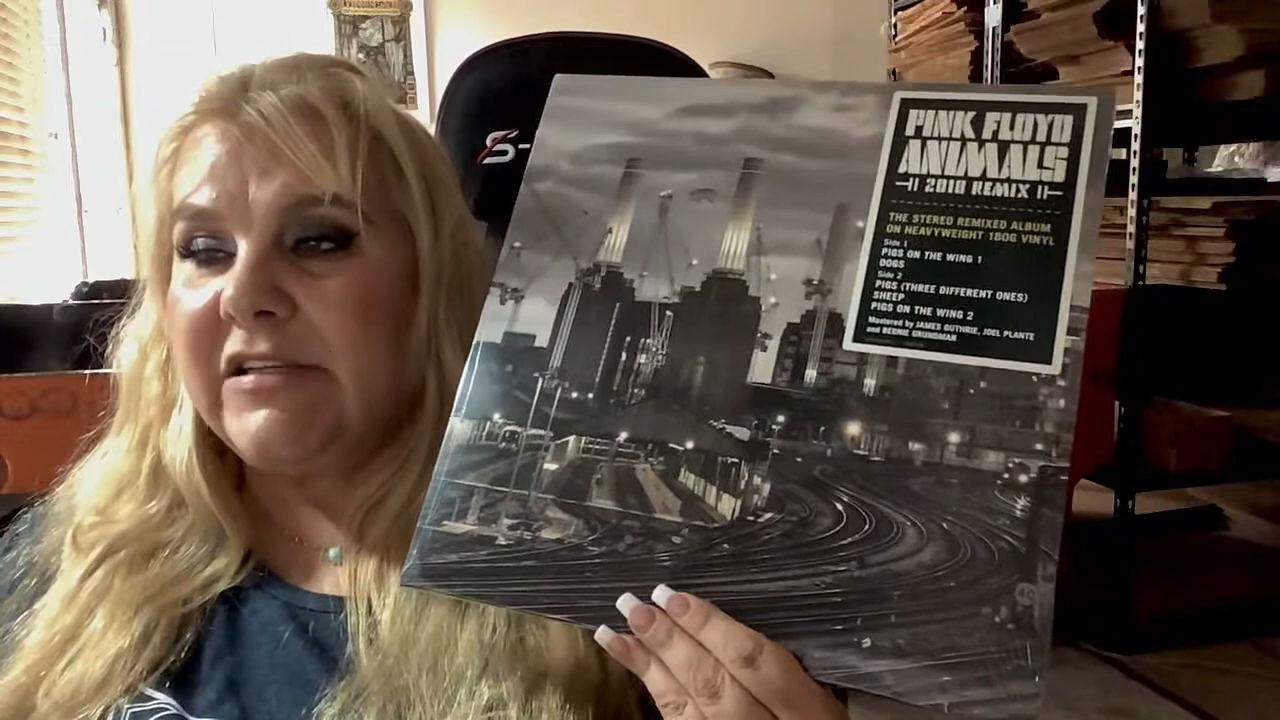 S-
PINK FLOYD
ANIMALS
2018 REMIX
THE STEREO REMIXED ALBUM
ON HEAVYWEIGHT 180G VINYL
Side 1
PIGS ON THE WING 1
DOGS
Side 2
PIGS (THREE DIFFERENT ONES)
SHEEP
PIGS ON THE WING 2
Mastered by JAMES GUTHRIE, JOEL PLANTE
and BERNIE GRUNDMAN